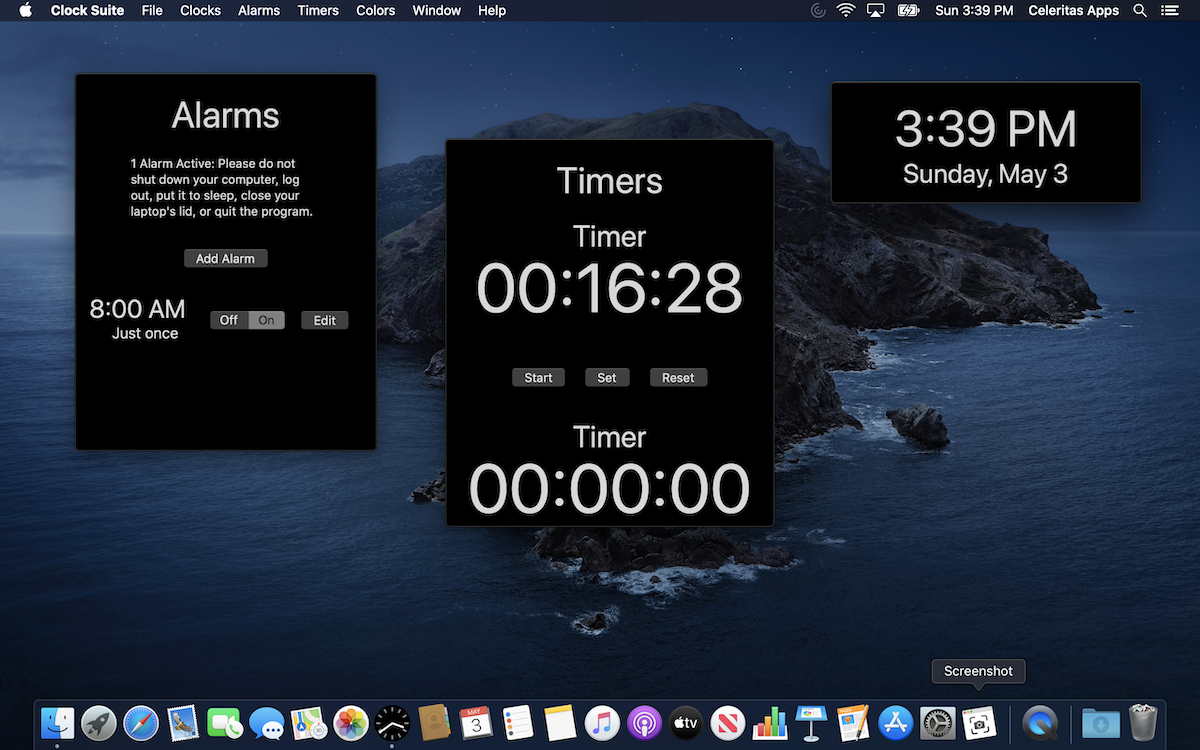 Clock Suite File Clocks Alarms Timers Colors Window Help Sun 3:39 PM Celeritas Apps
Alarms
1 Alarm Active: Please do not
shut down your computer, log
out, put it to sleep, close your
laptop's lid, or quit the program.
Add Alarm
8:00 AM
Just once
Off On Edit
Timers
Timer
00:16:28
Start Set Reset
Timer
00:00:00
3:39 PM
Sunday, May 3
Screenshot
MAY
3
tv